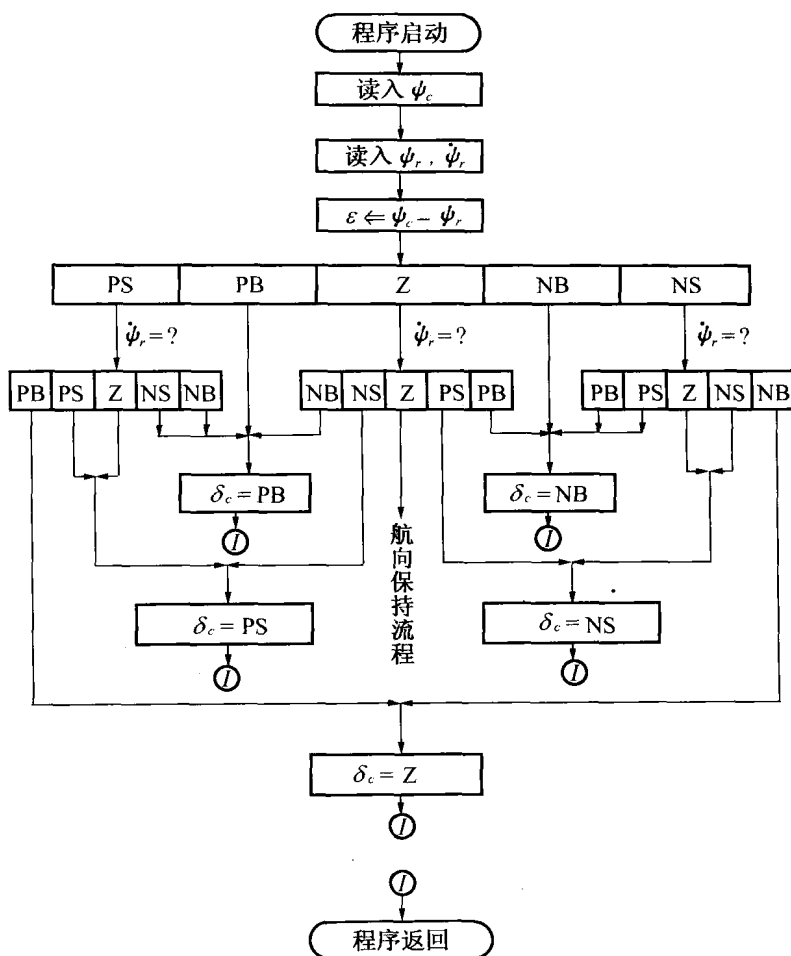 程序启动
读入 ψc
读入 ψr , ψ̇r
ε ⇐ ψc − ψr
PS PB Z NB NS
ψ̇r=? ψ̇r=? ψ̇r=?
PB PS Z NS NB NB NS Z PS PB PB PS Z NS NB
δc = PB δc = NB
I I
航向保持流程
δc = PS δc = NS
I I
δc = Z
I
I
程序返回